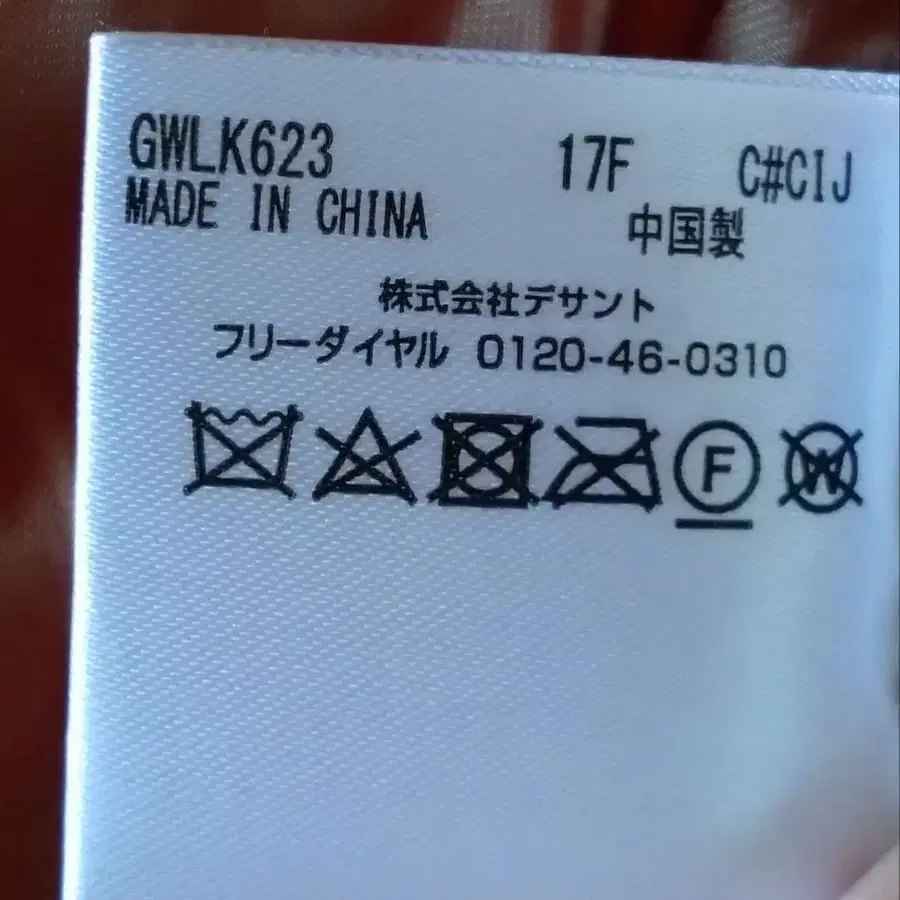 GWLK623 17F C#CIJ
MADE IN CHINA 中国製
株式会社デサント
フリーダイヤル 0120-46-0310
F W